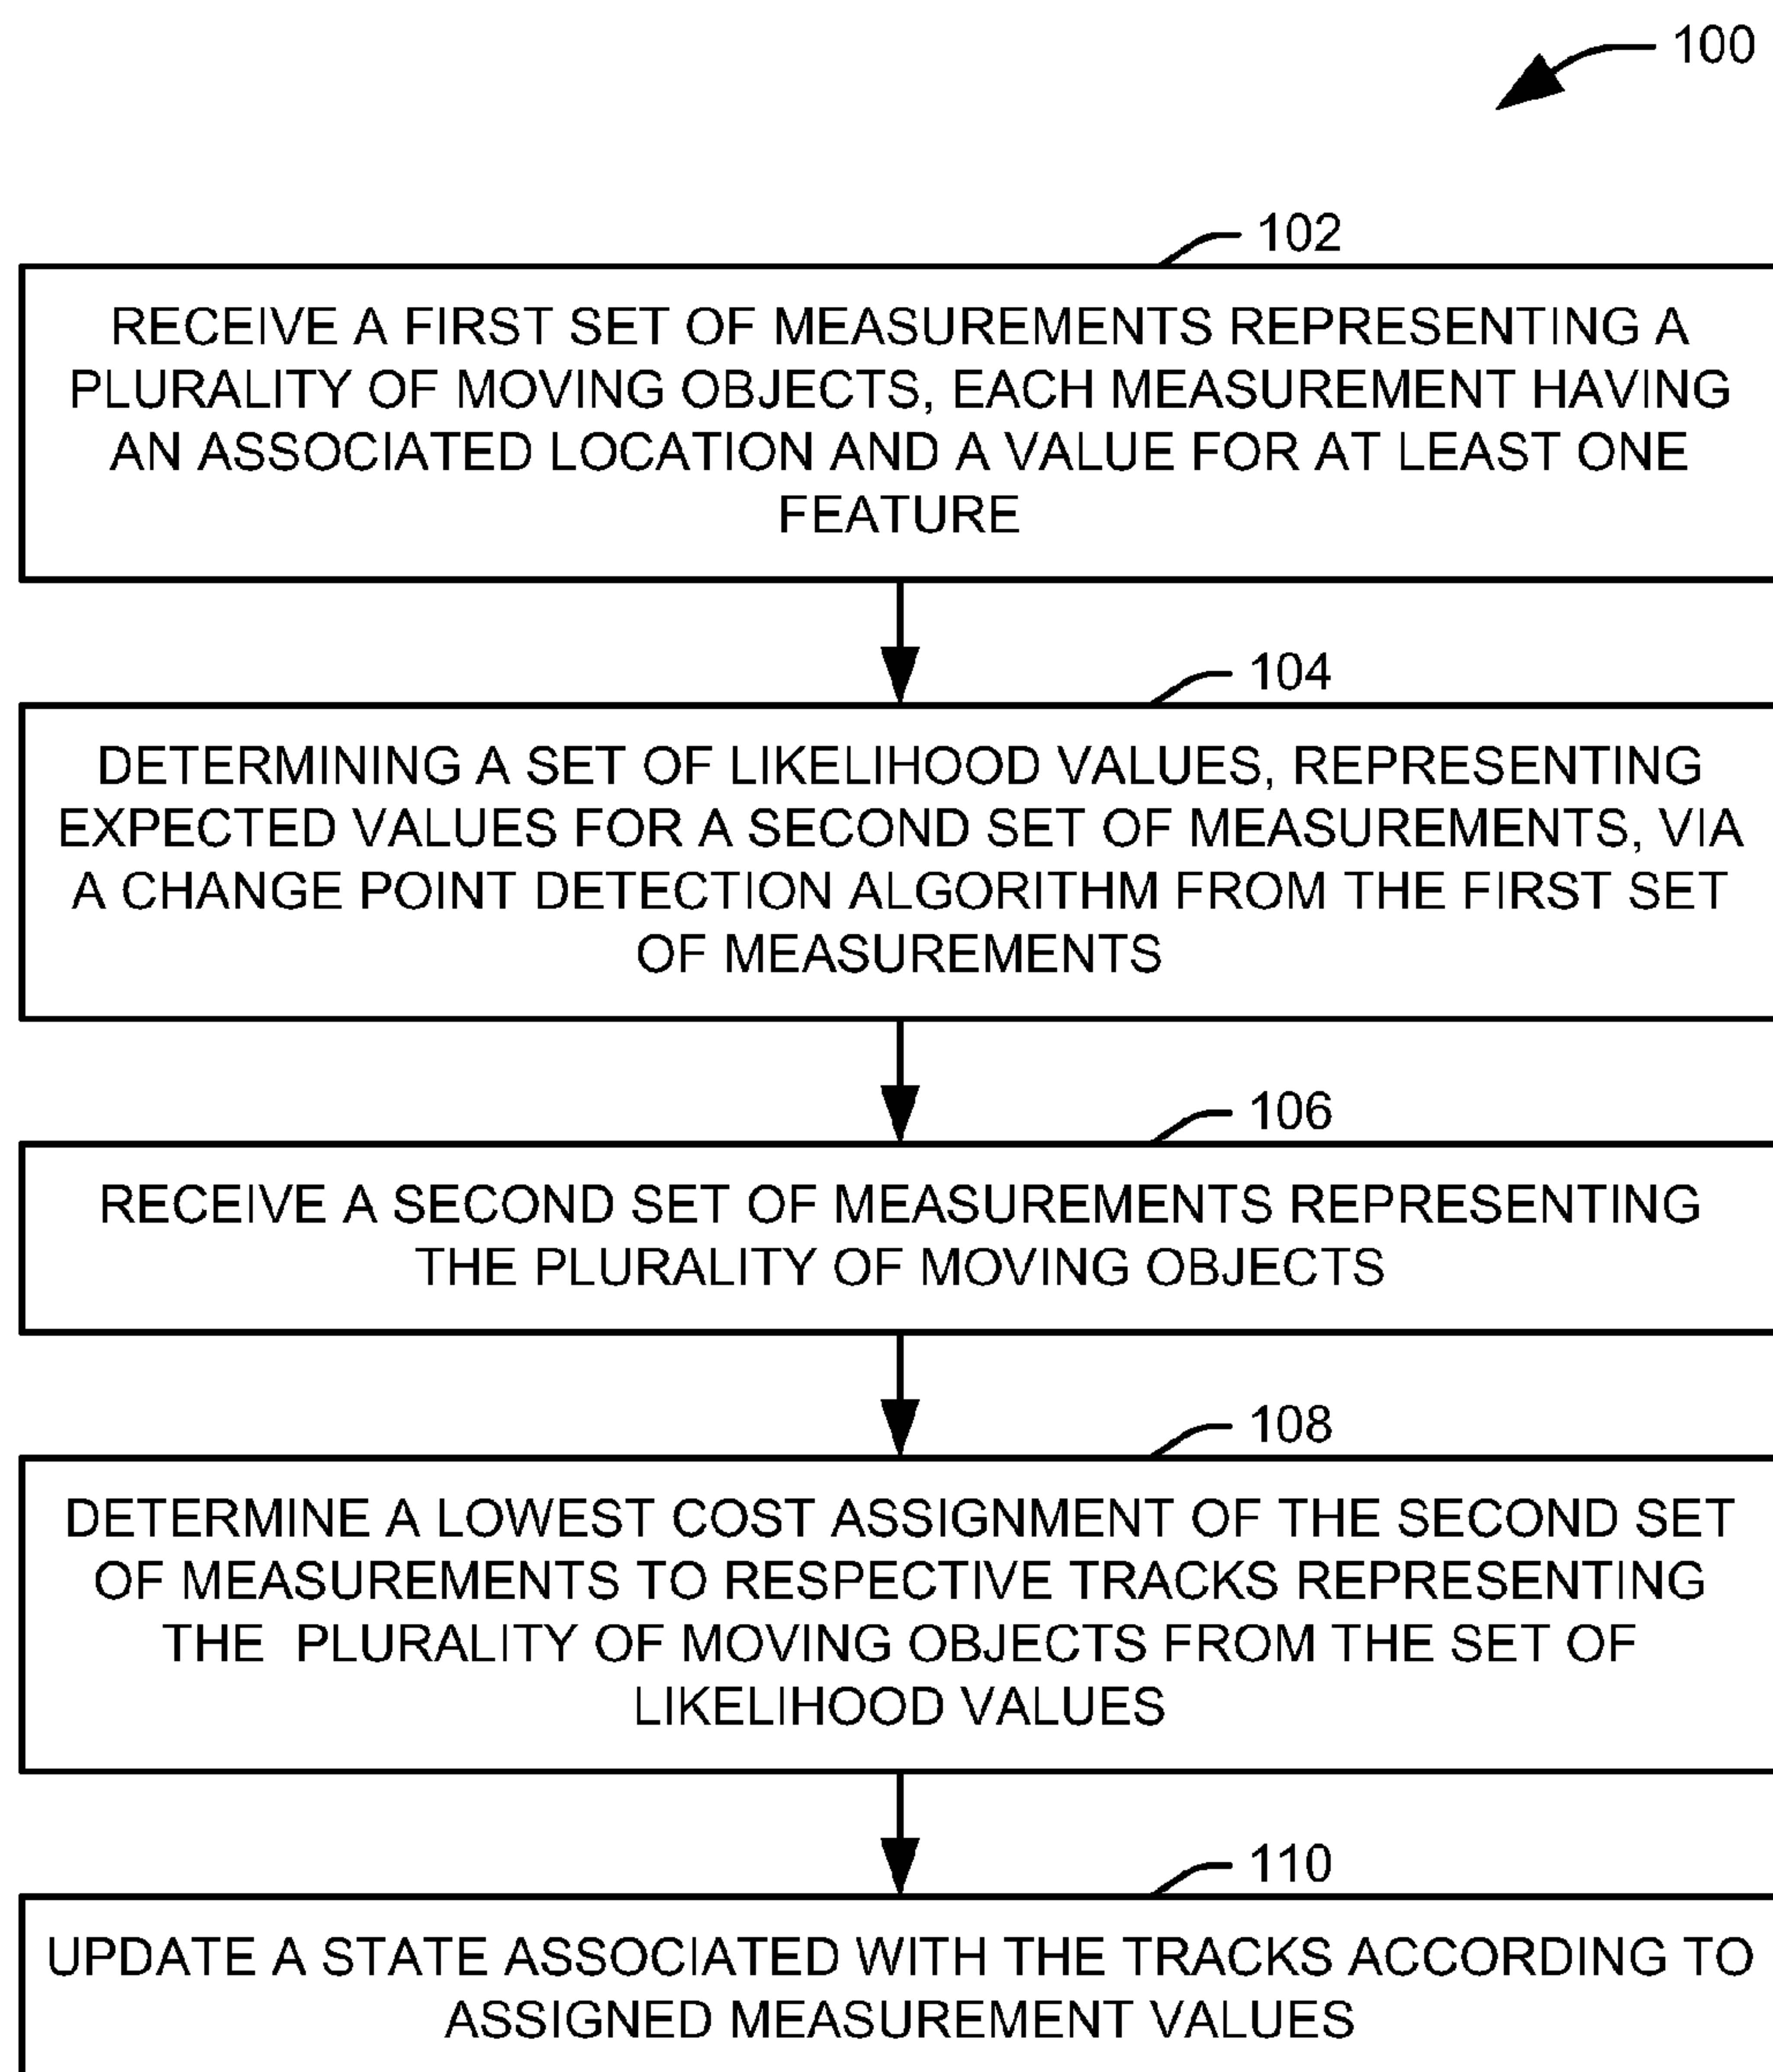 100
102
RECEIVE A FIRST SET OF MEASUREMENTS REPRESENTING A
PLURALITY OF MOVING OBJECTS, EACH MEASUREMENT HAVING
AN ASSOCIATED LOCATION AND A VALUE FOR AT LEAST ONE
FEATURE
104
DETERMINING A SET OF LIKELIHOOD VALUES, REPRESENTING
EXPECTED VALUES FOR A SECOND SET OF MEASUREMENTS, VIA
A CHANGE POINT DETECTION ALGORITHM FROM THE FIRST SET
OF MEASUREMENTS
106
RECEIVE A SECOND SET OF MEASUREMENTS REPRESENTING
THE PLURALITY OF MOVING OBJECTS
108
DETERMINE A LOWEST COST ASSIGNMENT OF THE SECOND SET
OF MEASUREMENTS TO RESPECTIVE TRACKS REPRESENTING
THE PLURALITY OF MOVING OBJECTS FROM THE SET OF
LIKELIHOOD VALUES
110
UPDATE A STATE ASSOCIATED WITH THE TRACKS ACCORDING TO
ASSIGNED MEASUREMENT VALUES